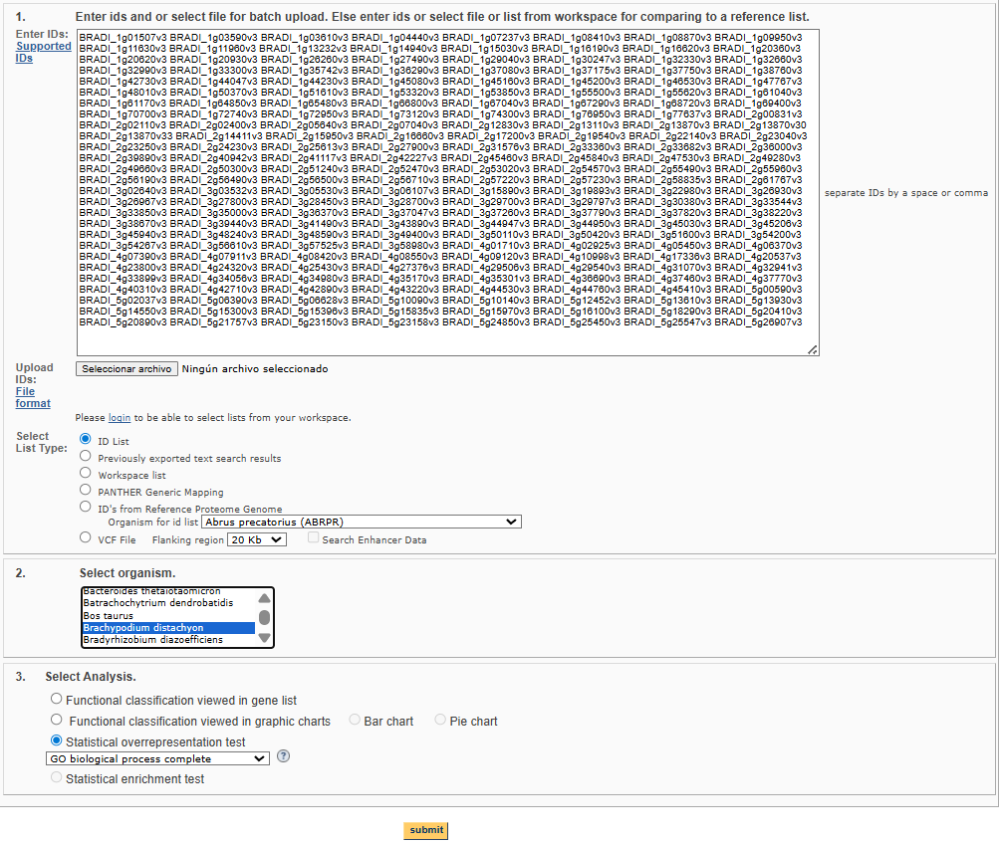 1. Enter ids and or select file for batch upload. Else enter ids or select file or list from workspace for comparing to a reference list.
Enter IDs:
Supported
IDs
BRADI_1g01507v3 BRADI_1g03590v3 BRADI_1g03610v3 BRADI_1g04440v3 BRADI_1g07237v3 BRADI_1g08410v3 BRADI_1g08870v3 BRADI_1g09950v3
BRADI_1g11630v3 BRADI_1g11960v3 BRADI_1g13232v3 BRADI_1g14940v3 BRADI_1g15030v3 BRADI_1g16190v3 BRADI_1g16620v3 BRADI_1g20360v3
BRADI_1g20620v3 BRADI_1g20930v3 BRADI_1g26260v3 BRADI_1g27490v3 BRADI_1g29040v3 BRADI_1g30247v3 BRADI_1g32330v3 BRADI_1g32660v3
BRADI_1g32990v3 BRADI_1g33300v3 BRADI_1g35742v3 BRADI_1g36290v3 BRADI_1g37080v3 BRADI_1g37175v3 BRADI_1g37750v3 BRADI_1g38760v3
BRADI_1g42730v3 BRADI_1g44047v3 BRADI_1g44230v3 BRADI_1g45080v3 BRADI_1g45160v3 BRADI_1g45200v3 BRADI_1g46530v3 BRADI_1g47767v3
BRADI_1g48010v3 BRADI_1g50370v3 BRADI_1g51610v3 BRADI_1g53320v3 BRADI_1g53850v3 BRADI_1g55500v3 BRADI_1g55620v3 BRADI_1g61040v3
BRADI_1g61170v3 BRADI_1g64850v3 BRADI_1g65480v3 BRADI_1g66800v3 BRADI_1g67040v3 BRADI_1g67290v3 BRADI_1g68720v3 BRADI_1g69400v3
BRADI_1g70700v3 BRADI_1g72740v3 BRADI_1g72950v3 BRADI_1g73120v3 BRADI_1g74300v3 BRADI_1g76950v3 BRADI_1g77637v3 BRADI_2g00831v3
BRADI_2g02110v3 BRADI_2g02400v3 BRADI_2g05640v3 BRADI_2g07040v3 BRADI_2g12830v3 BRADI_2g13110v3 BRADI_2g13870v3 BRADI_2g13870v30
BRADI_2g13870v3 BRADI_2g14411v3 BRADI_2g15950v3 BRADI_2g16660v3 BRADI_2g17200v3 BRADI_2g19540v3 BRADI_2g22140v3 BRADI_2g23040v3
BRADI_2g23250v3 BRADI_2g24230v3 BRADI_2g25613v3 BRADI_2g27900v3 BRADI_2g31576v3 BRADI_2g33360v3 BRADI_2g33682v3 BRADI_2g36000v3
BRADI_2g39890v3 BRADI_2g40942v3 BRADI_2g41117v3 BRADI_2g42227v3 BRADI_2g45460v3 BRADI_2g45840v3 BRADI_2g47530v3 BRADI_2g49280v3
BRADI_2g49660v3 BRADI_2g50300v3 BRADI_2g51240v3 BRADI_2g52470v3 BRADI_2g53020v3 BRADI_2g54570v3 BRADI_2g55490v3 BRADI_2g55960v3
BRADI_2g56190v3 BRADI_2g56490v3 BRADI_2g56500v3 BRADI_2g56710v3 BRADI_2g57220v3 BRADI_2g57230v3 BRADI_2g58835v3 BRADI_2g61767v3
BRADI_3g02640v3 BRADI_3g03532v3 BRADI_3g05530v3 BRADI_3g06107v3 BRADI_3g15890v3 BRADI_3g19893v3 BRADI_3g22980v3 BRADI_3g26930v3
BRADI_3g26967v3 BRADI_3g27800v3 BRADI_3g28450v3 BRADI_3g28700v3 BRADI_3g29700v3 BRADI_3g29797v3 BRADI_3g30380v3 BRADI_3g33544v3
BRADI_3g33850v3 BRADI_3g35000v3 BRADI_3g36370v3 BRADI_3g37047v3 BRADI_3g37260v3 BRADI_3g37790v3 BRADI_3g37820v3 BRADI_3g38220v3
BRADI_3g38670v3 BRADI_3g39440v3 BRADI_3g41490v3 BRADI_3g43890v3 BRADI_3g44947v3 BRADI_3g44950v3 BRADI_3g45030v3 BRADI_3g45206v3
BRADI_3g45940v3 BRADI_3g48240v3 BRADI_3g48590v3 BRADI_3g49400v3 BRADI_3g50110v3 BRADI_3g50420v3 BRADI_3g51600v3 BRADI_3g54200v3
BRADI_3g54267v3 BRADI_3g56610v3 BRADI_3g57525v3 BRADI_3g58980v3 BRADI_4g01710v3 BRADI_4g02925v3 BRADI_4g05450v3 BRADI_4g06370v3
BRADI_4g07390v3 BRADI_4g07911v3 BRADI_4g08420v3 BRADI_4g08550v3 BRADI_4g09120v3 BRADI_4g10998v3 BRADI_4g17336v3 BRADI_4g20537v3
BRADI_4g23800v3 BRADI_4g24320v3 BRADI_4g25430v3 BRADI_4g27376v3 BRADI_4g29506v3 BRADI_4g29540v3 BRADI_4g31070v3 BRADI_4g32941v3
BRADI_4g33899v3 BRADI_4g34056v3 BRADI_4g34980v3 BRADI_4g35170v3 BRADI_4g35301v3 BRADI_4g36690v3 BRADI_4g37460v3 BRADI_4g37770v3
BRADI_4g40310v3 BRADI_4g42710v3 BRADI_4g42890v3 BRADI_4g43220v3 BRADI_4g44530v3 BRADI_4g44760v3 BRADI_4g45410v3 BRADI_5g00590v3
BRADI_5g02037v3 BRADI_5g06390v3 BRADI_5g06628v3 BRADI_5g10090v3 BRADI_5g10140v3 BRADI_5g12452v3 BRADI_5g13610v3 BRADI_5g13930v3
BRADI_5g14550v3 BRADI_5g15300v3 BRADI_5g15396v3 BRADI_5g15835v3 BRADI_5g15970v3 BRADI_5g16100v3 BRADI_5g18290v3 BRADI_5g20410v3
BRADI_5g20890v3 BRADI_5g21757v3 BRADI_5g23150v3 BRADI_5g23158v3 BRADI_5g24850v3 BRADI_5g25450v3 BRADI_5g25547v3 BRADI_5g26907v3
separate IDs by a space or comma
Upload
IDs:
File
format
Seleccionar archivo Ningún archivo seleccionado
Please login to be able to select lists from your workspace.
Select
List Type:
ID List
Previously exported text search results
Workspace list
PANTHER Generic Mapping
ID's from Reference Proteome Genome
Organism for id list Abrus precatorius (ABRPR)
VCF File Flanking region 20 Kb Search Enhancer Data
2. Select organism.
Bacteroides thetaiotaomicron
Batrachochytrium dendrobatidis
Bos taurus
Brachypodium distachyon
Bradyrhizobium diazoefficiens
3. Select Analysis.
Functional classification viewed in gene list
Functional classification viewed in graphic charts Bar chart Pie chart
Statistical overrepresentation test
GO biological process complete ?
Statistical enrichment test
submit